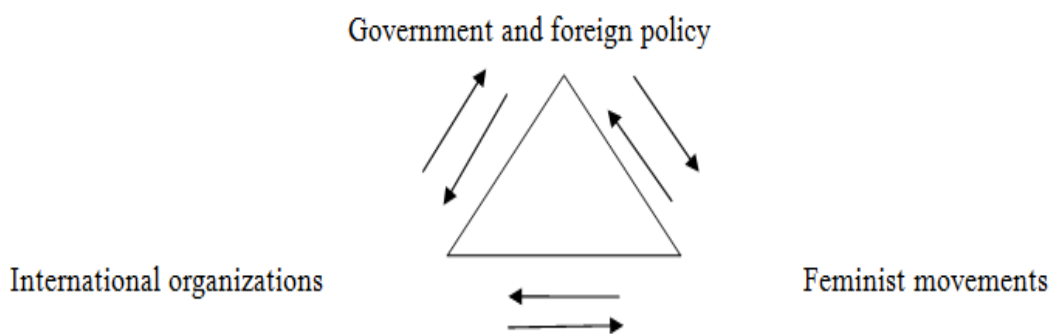 Government and foreign policy
International organizations
Feminist movements